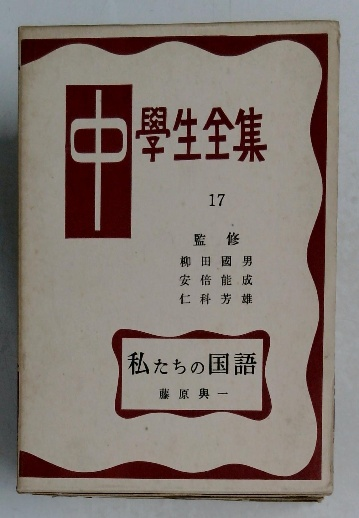 中學生全集
17
監修
柳田國男
安倍能成
仁科芳雄
私たちの国語
藤原與一